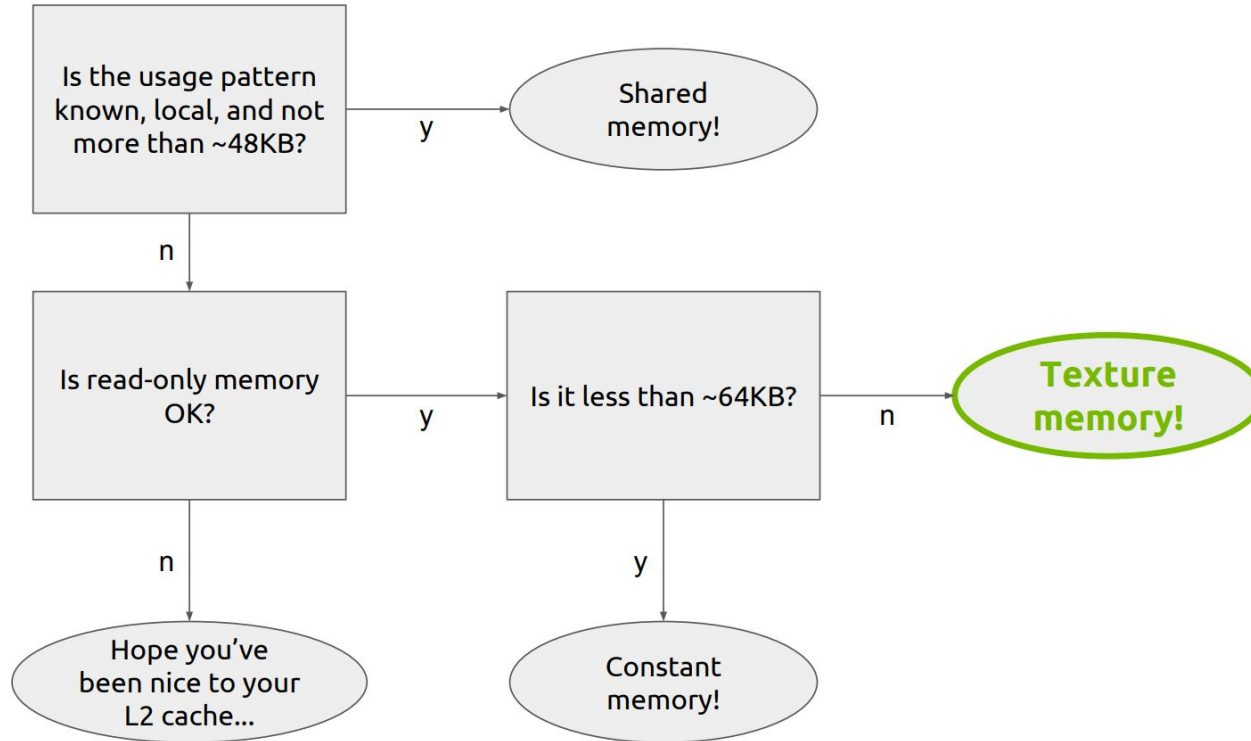 Is the usage pattern
known, local, and not
more than ~48KB?
y
Shared
memory!
n
Is read-only memory
OK?
y
Is it less than ~64KB?
n
Texture
memory!
n
y
Hope you’ve
been nice to your
L2 cache...
Constant
memory!